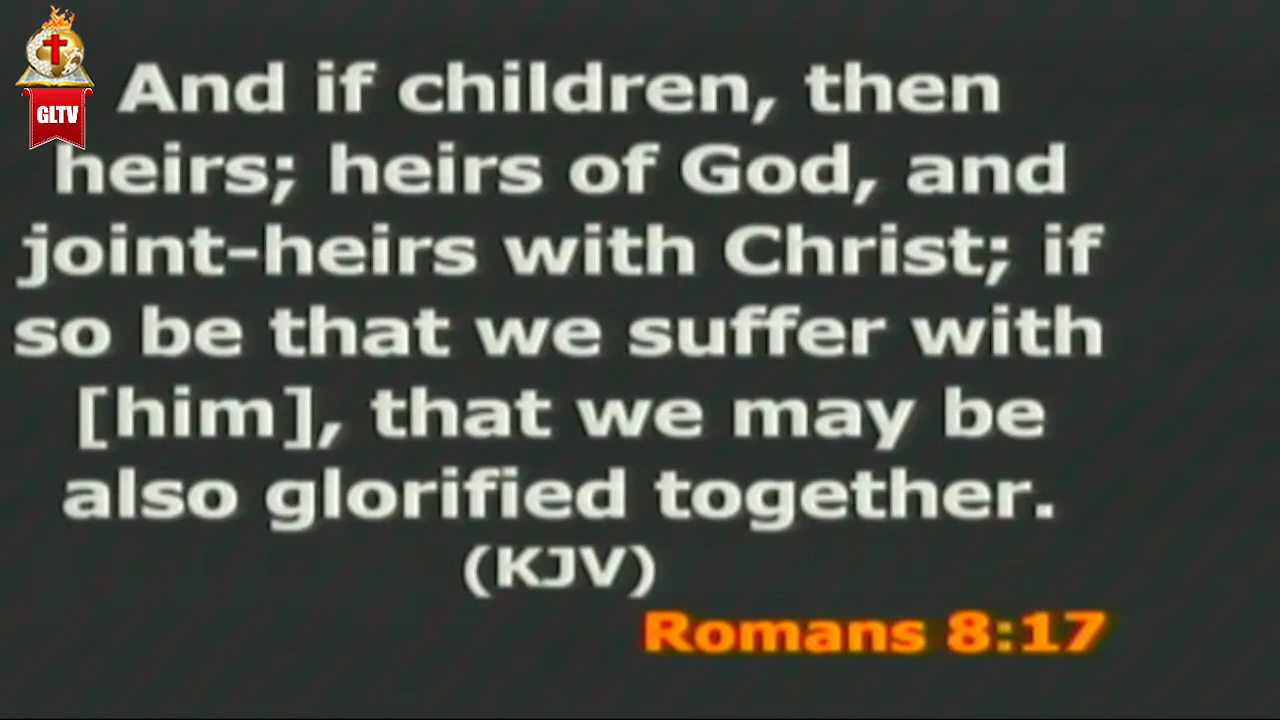 GLTV
And if children, then
heirs; heirs of God, and
joint-heirs with Christ; if
so be that we suffer with
[him], that we may be
also glorified together.
(KJV)
Romans 8:17